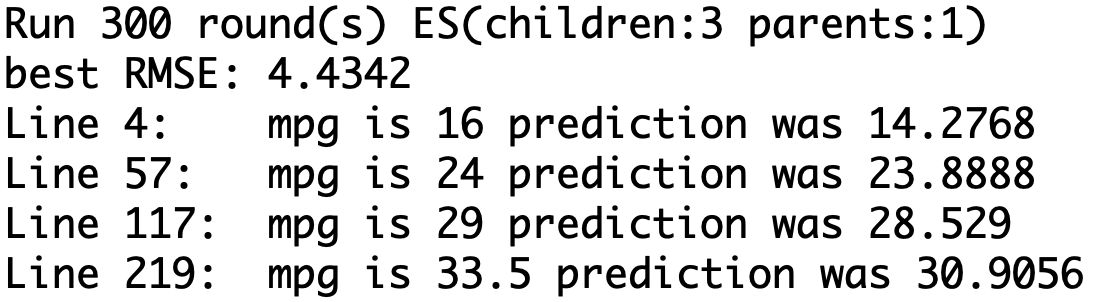 Run 300 round(s) ES(children:3 parents:1)
best RMSE: 4.4342
Line 4:    mpg is 16 prediction was 14.2768
Line 57:   mpg is 24 prediction was 23.8888
Line 117:  mpg is 29 prediction was 28.529
Line 219:  mpg is 33.5 prediction was 30.9056